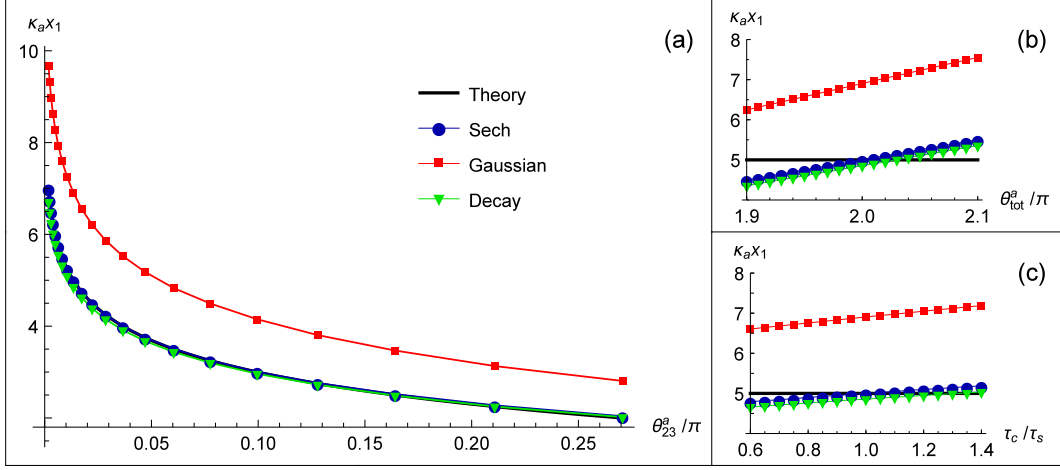 κₐx₁
(a)
10
8
6
4
0.05 0.10 0.15 0.20 0.25
θᵃ₂₃/π
Theory
Sech
Gaussian
Decay
κₐx₁
(b)
8
7
6
5
1.9 2.0 2.1
θᵃₜₒₜ/π
κₐx₁
(c)
8
7
6
5
0.6 0.8 1.0 1.2 1.4
τ_c/τₛ